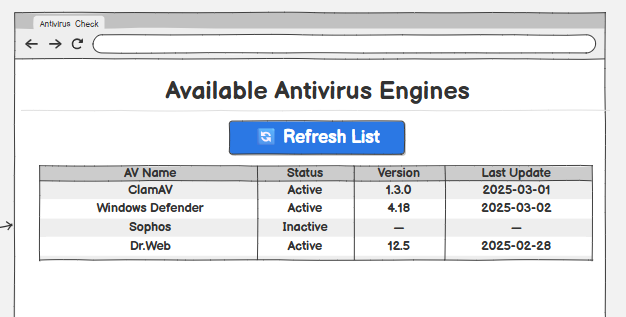 Antivirus Check
Available Antivirus Engines
Refresh List
AV Name Status Version Last Update
ClamAV Active 1.3.0 2025-03-01
Windows Defender Active 4.18 2025-03-02
Sophos Inactive — —
Dr.Web Active 12.5 2025-02-28